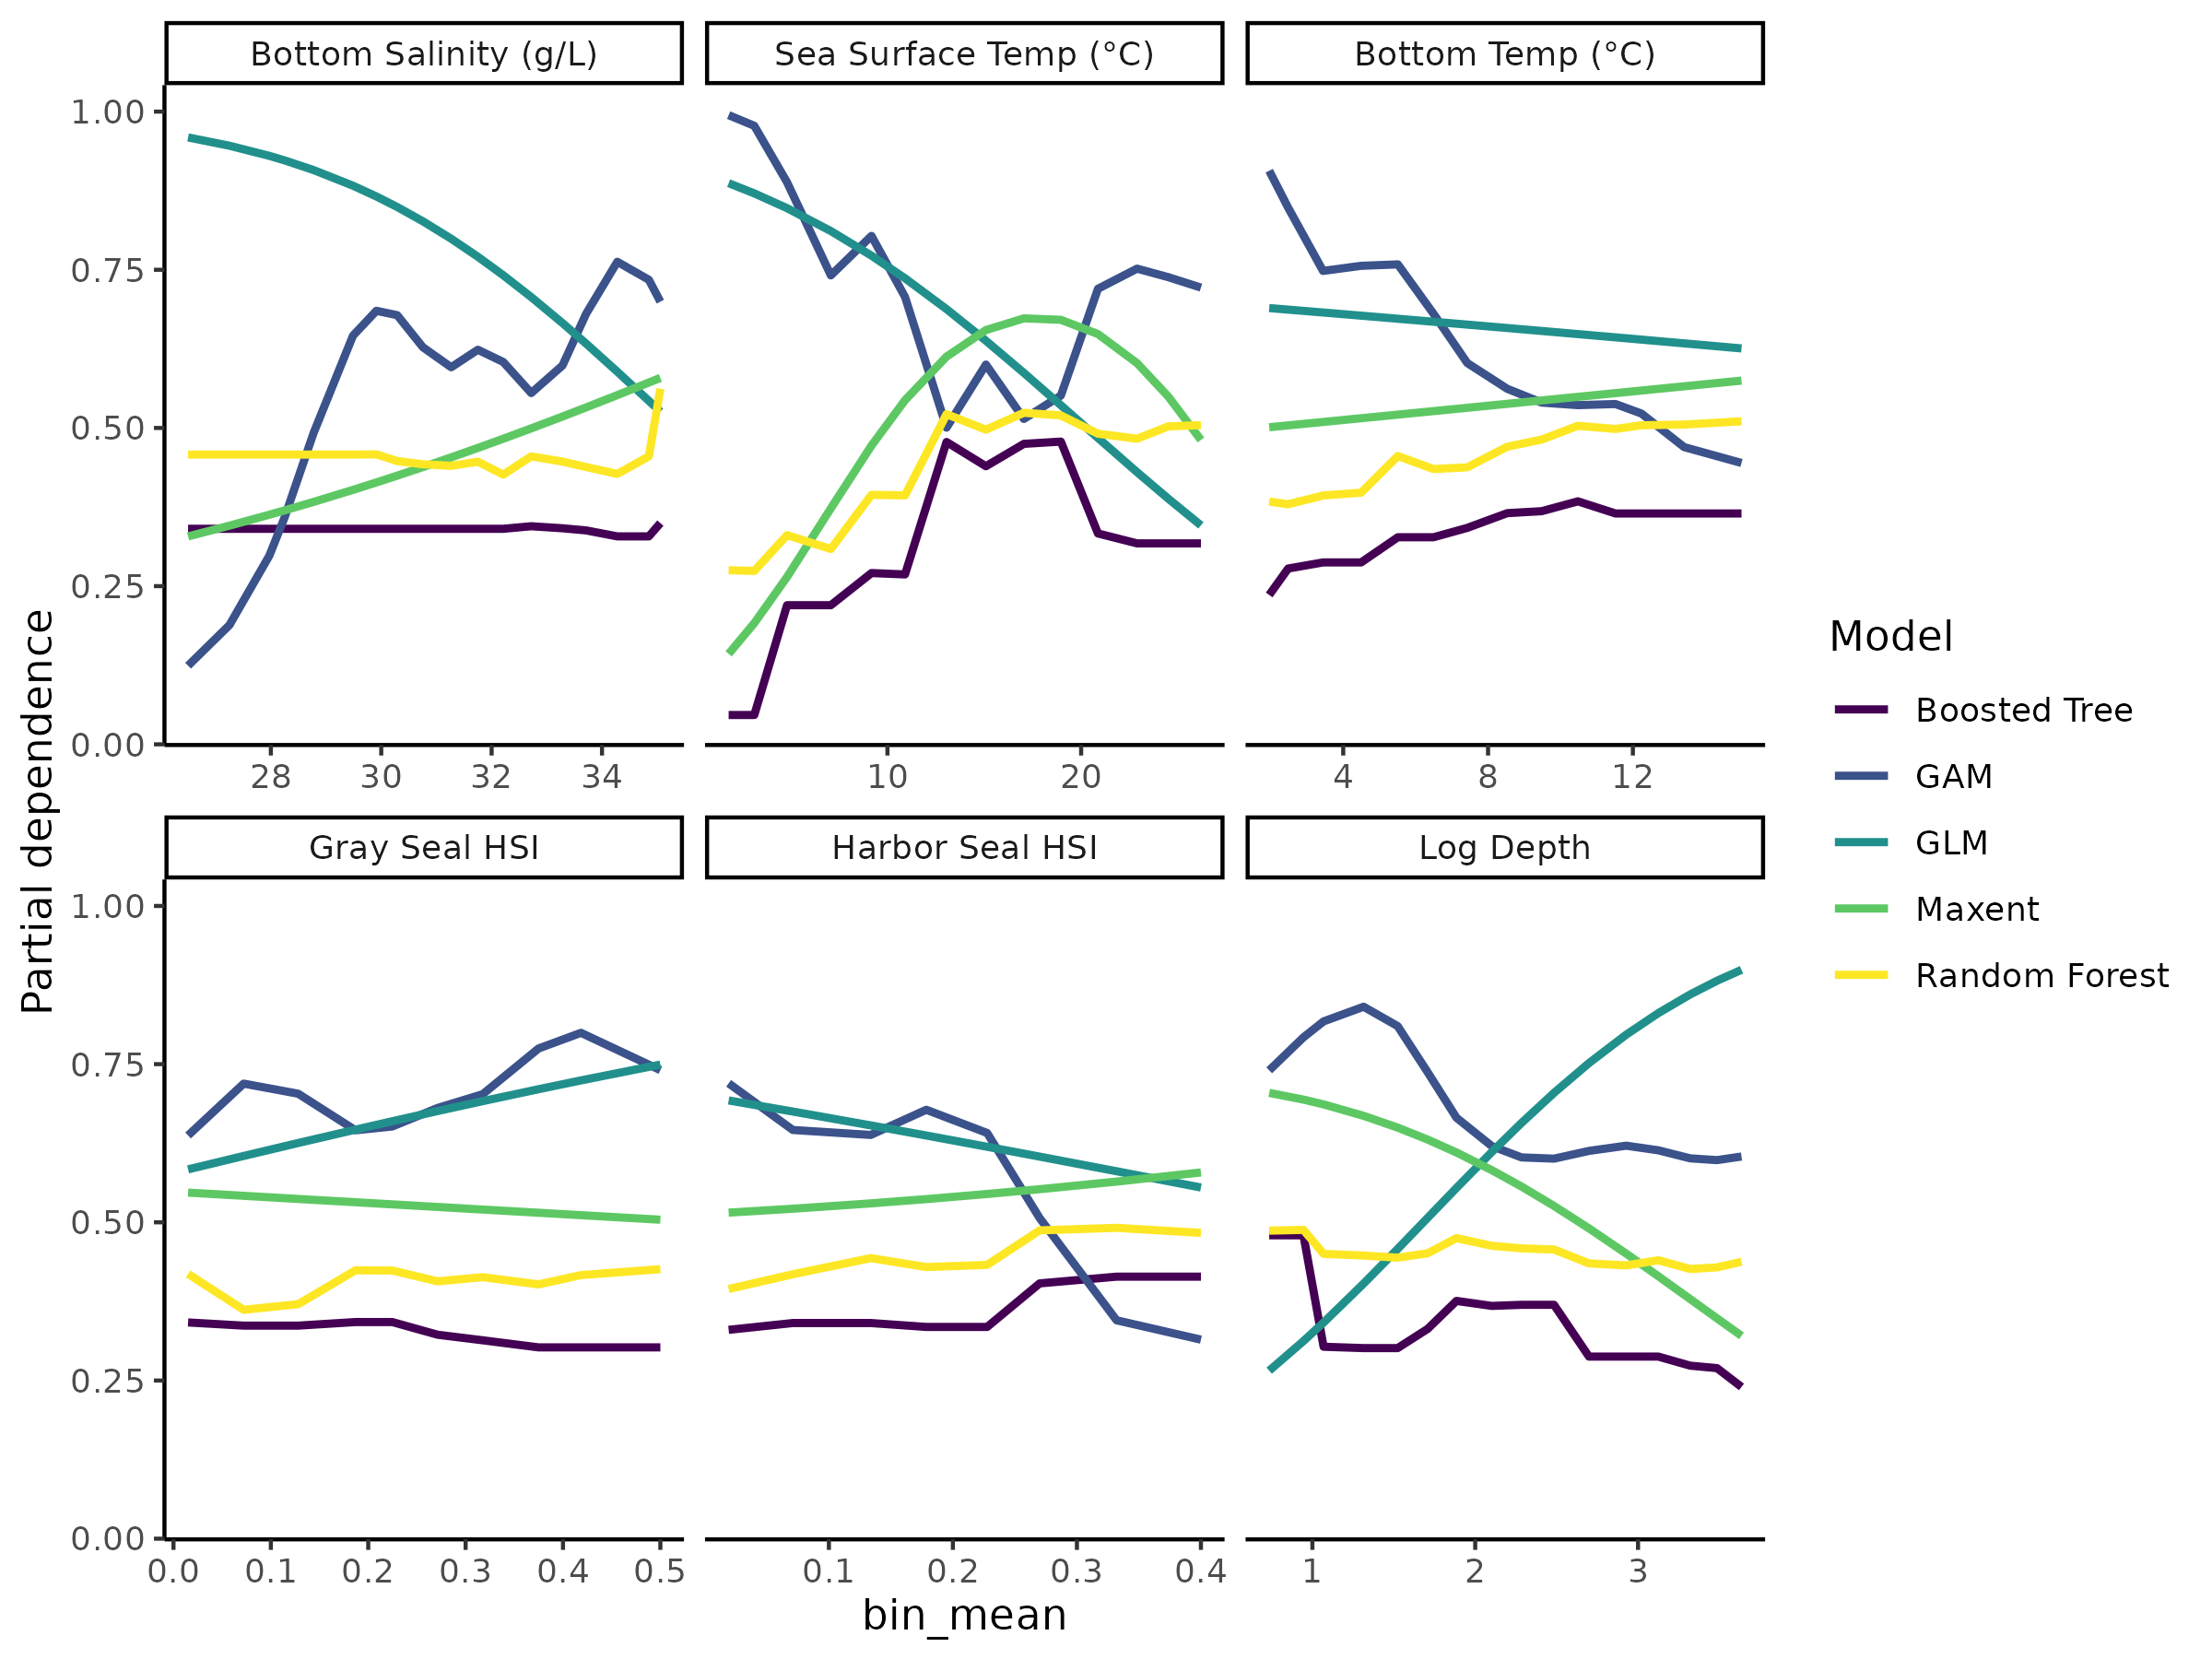 Bottom Salinity (g/L)
Sea Surface Temp (°C)
Bottom Temp (°C)
1.00
0.75
0.50
0.25
0.00
28 30 32 34
10 20
4 8 12
Gray Seal HSI
Harbor Seal HSI
Log Depth
1.00
0.75
0.50
0.25
0.00
0.0 0.1 0.2 0.3 0.4 0.5
0.1 0.2 0.3 0.4
1 2 3
Partial dependence
bin_mean
Model
Boosted Tree
GAM
GLM
Maxent
Random Forest